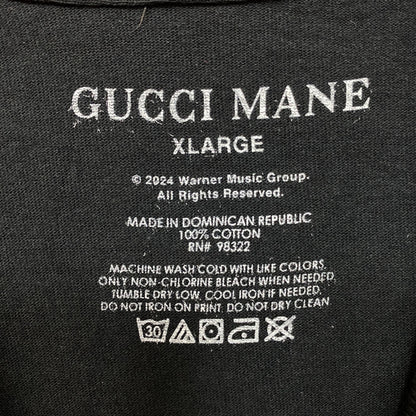 GUCCI MANE
XLARGE
© 2024 Warner Music Group.
All Rights Reserved.
MADE IN DOMINICAN REPUBLIC
100% COTTON
RN# 98322
MACHINE WASH COLD WITH LIKE COLORS.
ONLY NON-CHLORINE BLEACH WHEN NEEDED.
TUMBLE DRY LOW. COOL IRON IF NEEDED.
DO NOT IRON ON PRINT. DO NOT DRY CLEAN.
30